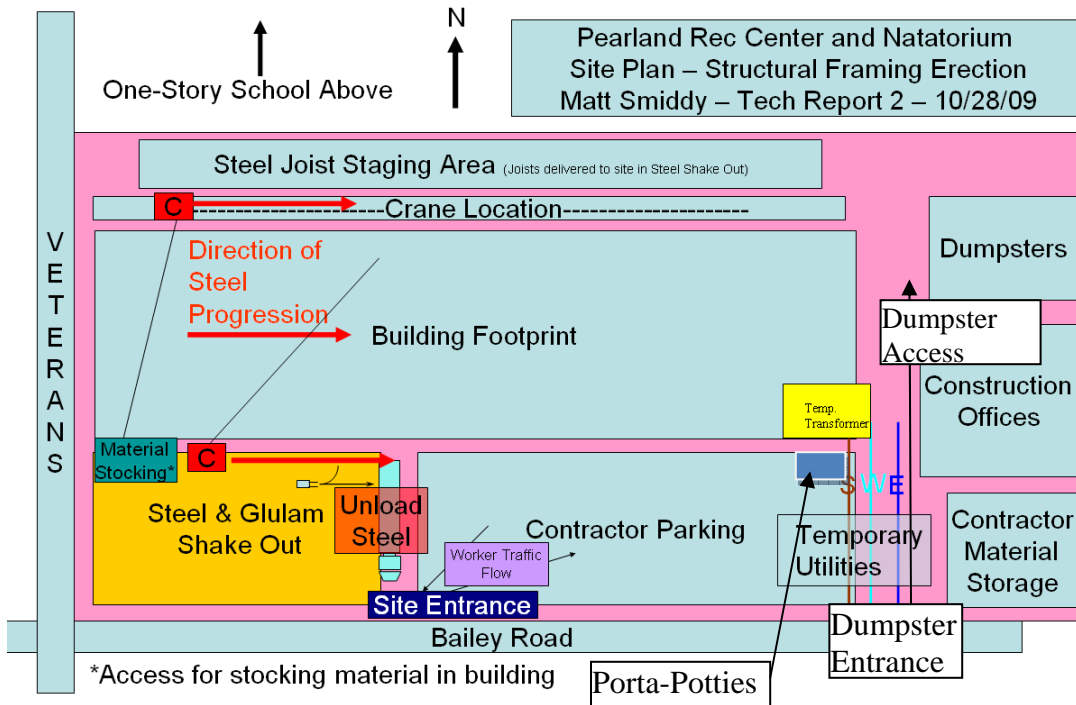 N
One-Story School Above
Pearland Rec Center and Natatorium
Site Plan – Structural Framing Erection
Matt Smiddy – Tech Report 2 – 10/28/09
Steel Joist Staging Area (Joists delivered to site in Steel Shake Out)
C
--------------------Crane Location--------------------
VETERANS
Direction of
Steel
Progression
Building Footprint
Dumpsters
Dumpster
Access
Construction
Offices
Temp.
Transformer
Material
Stocking*
C
Steel & Glulam
Shake Out
Unload
Steel
Contractor Parking
Worker Traffic
Flow
S W E
Temporary
Utilities
Contractor
Material
Storage
Site Entrance
Dumpster
Entrance
Bailey Road
*Access for stocking material in building
Porta-Potties